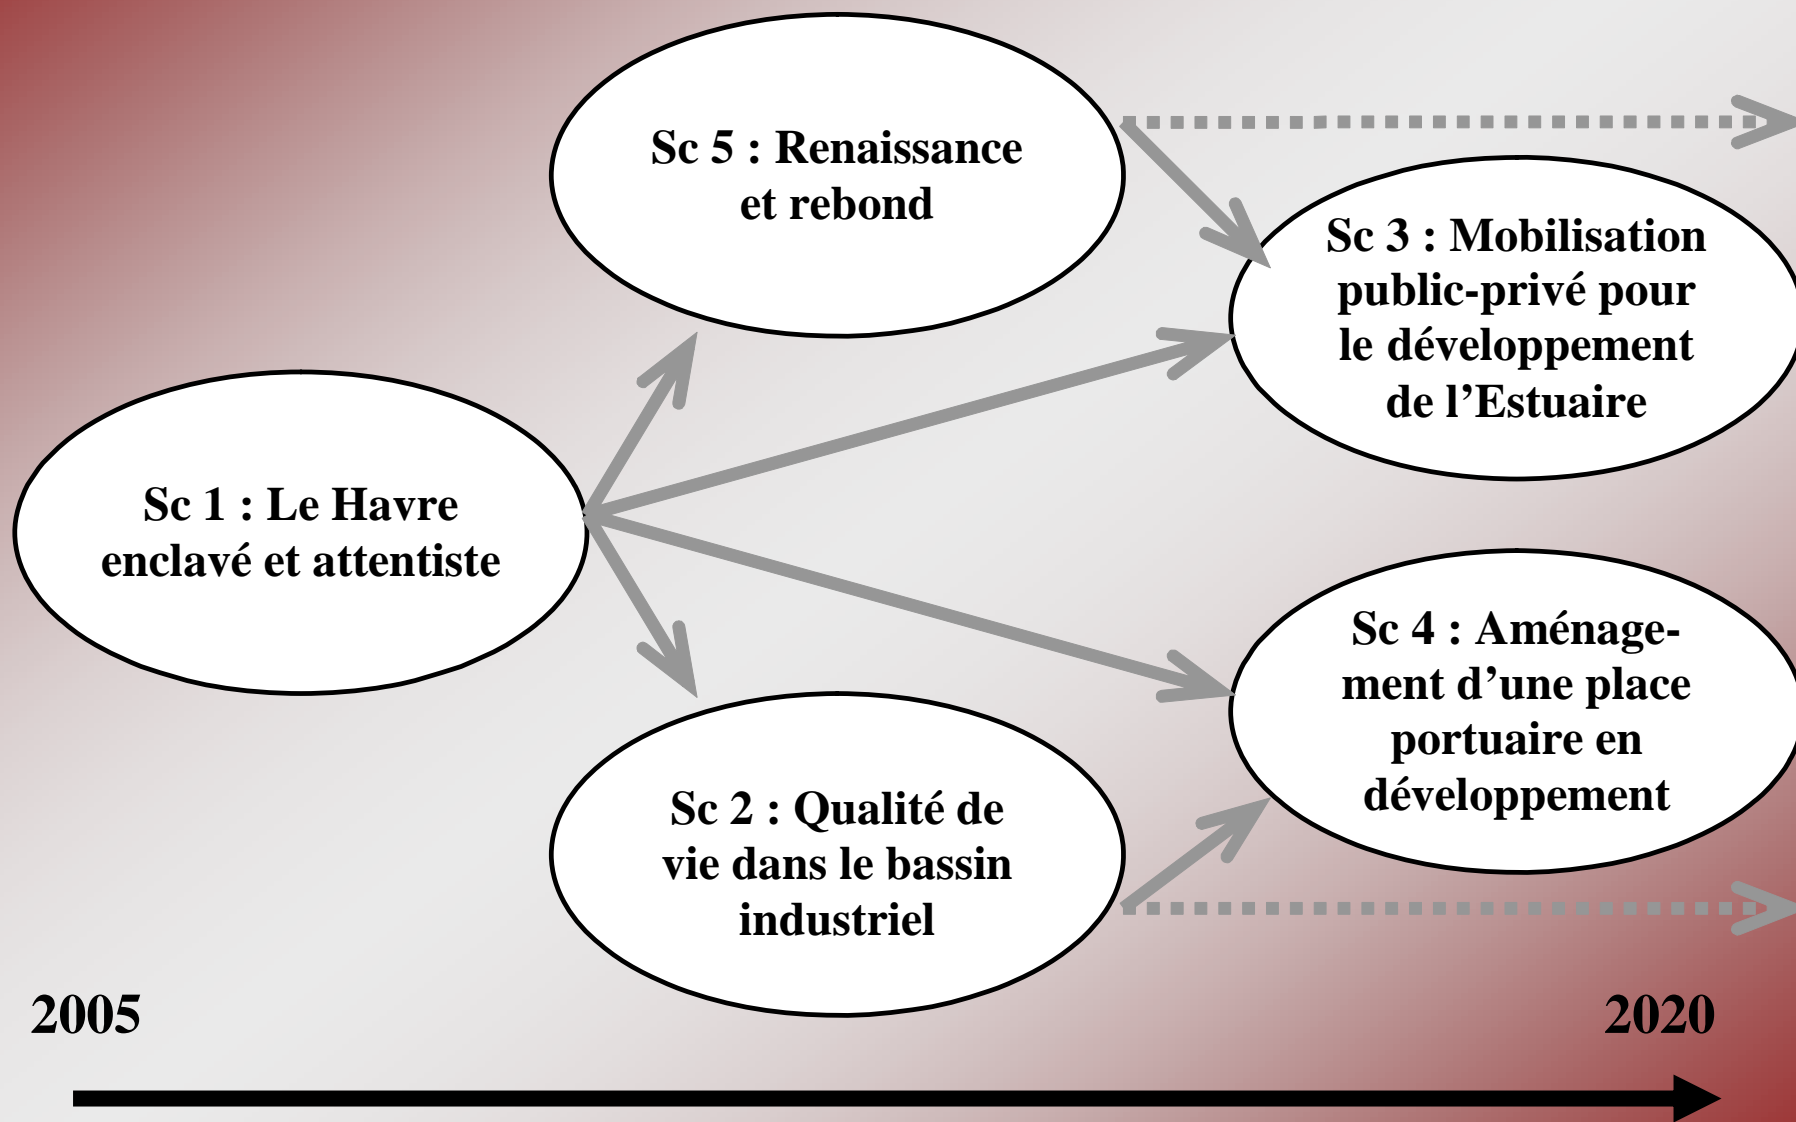 Sc 5 : Renaissance
et rebond
Sc 3 : Mobilisation
public-privé pour
le développement
de l’Estuaire
Sc 1 : Le Havre
enclavé et attentiste
Sc 4 : Aménage-
ment d’une place
portuaire en
développement
Sc 2 : Qualité de
vie dans le bassin
industriel
2005
2020